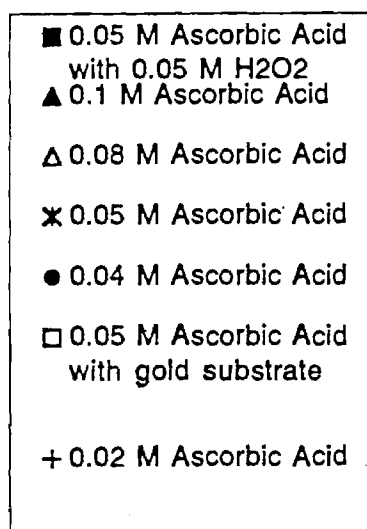 ■ 0.05 M Ascorbic Acid
with 0.05 M H2O2
▲ 0.1 M Ascorbic Acid
△ 0.08 M Ascorbic Acid
✖ 0.05 M Ascorbic Acid
● 0.04 M Ascorbic Acid
□ 0.05 M Ascorbic Acid
with gold substrate
+ 0.02 M Ascorbic Acid